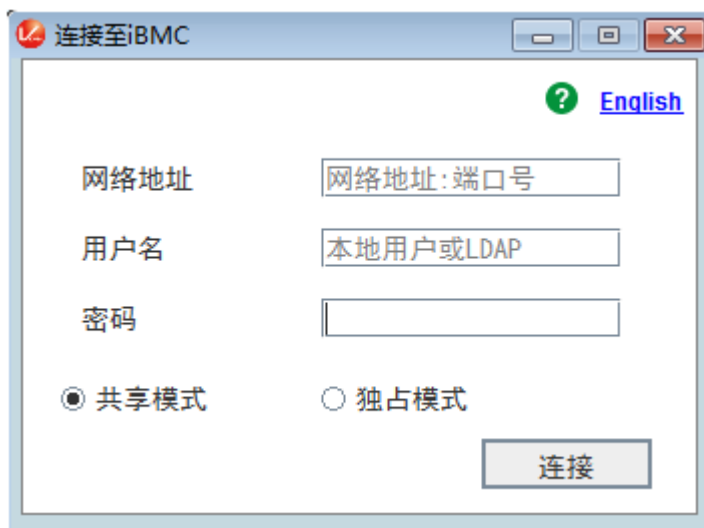 连接至iBMC
? English
网络地址 网络地址:端口号
用户名 本地用户或LDAP
密码
共享模式 独占模式
连接